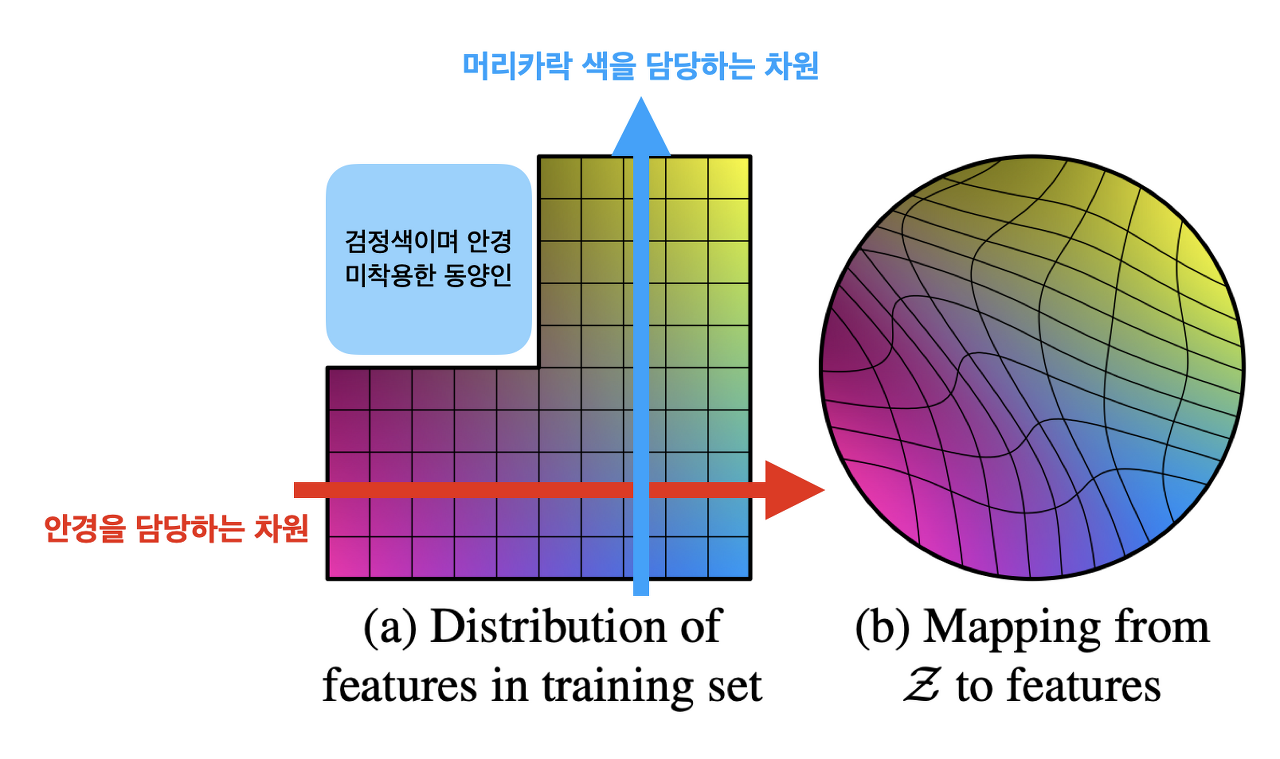 머리카락 색을 담당하는 차원
검정색이며 안경
미착용한 동양인
안경을 담당하는 차원
(a) Distribution of
features in training set
(b) Mapping from
𝒵 to features